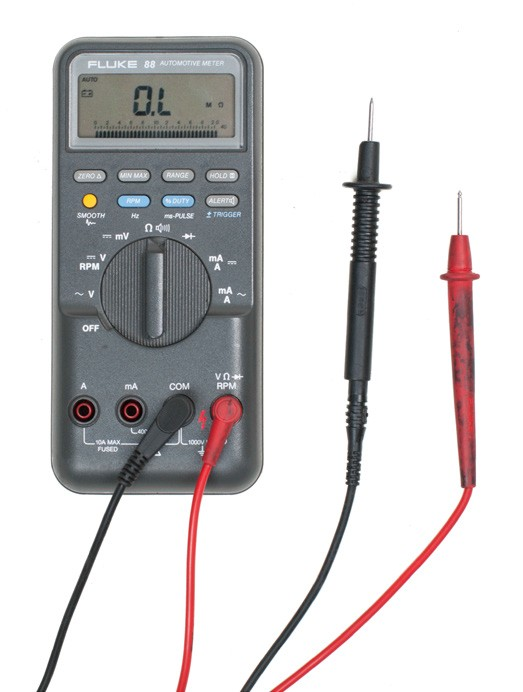 FLUKE 88 AUTOMOTIVE METER
AUTO
O.L
M Ω
ZERO Δ MIN MAX RANGE HOLD
RPM % DUTY ALERT
SMOOTH Hz ms-PULSE ± TRIGGER
mV Ω
V RPM
mA A
V
mA A
OFF
A mA COM V Ω RPM
10A MAX FUSED
400
1000V